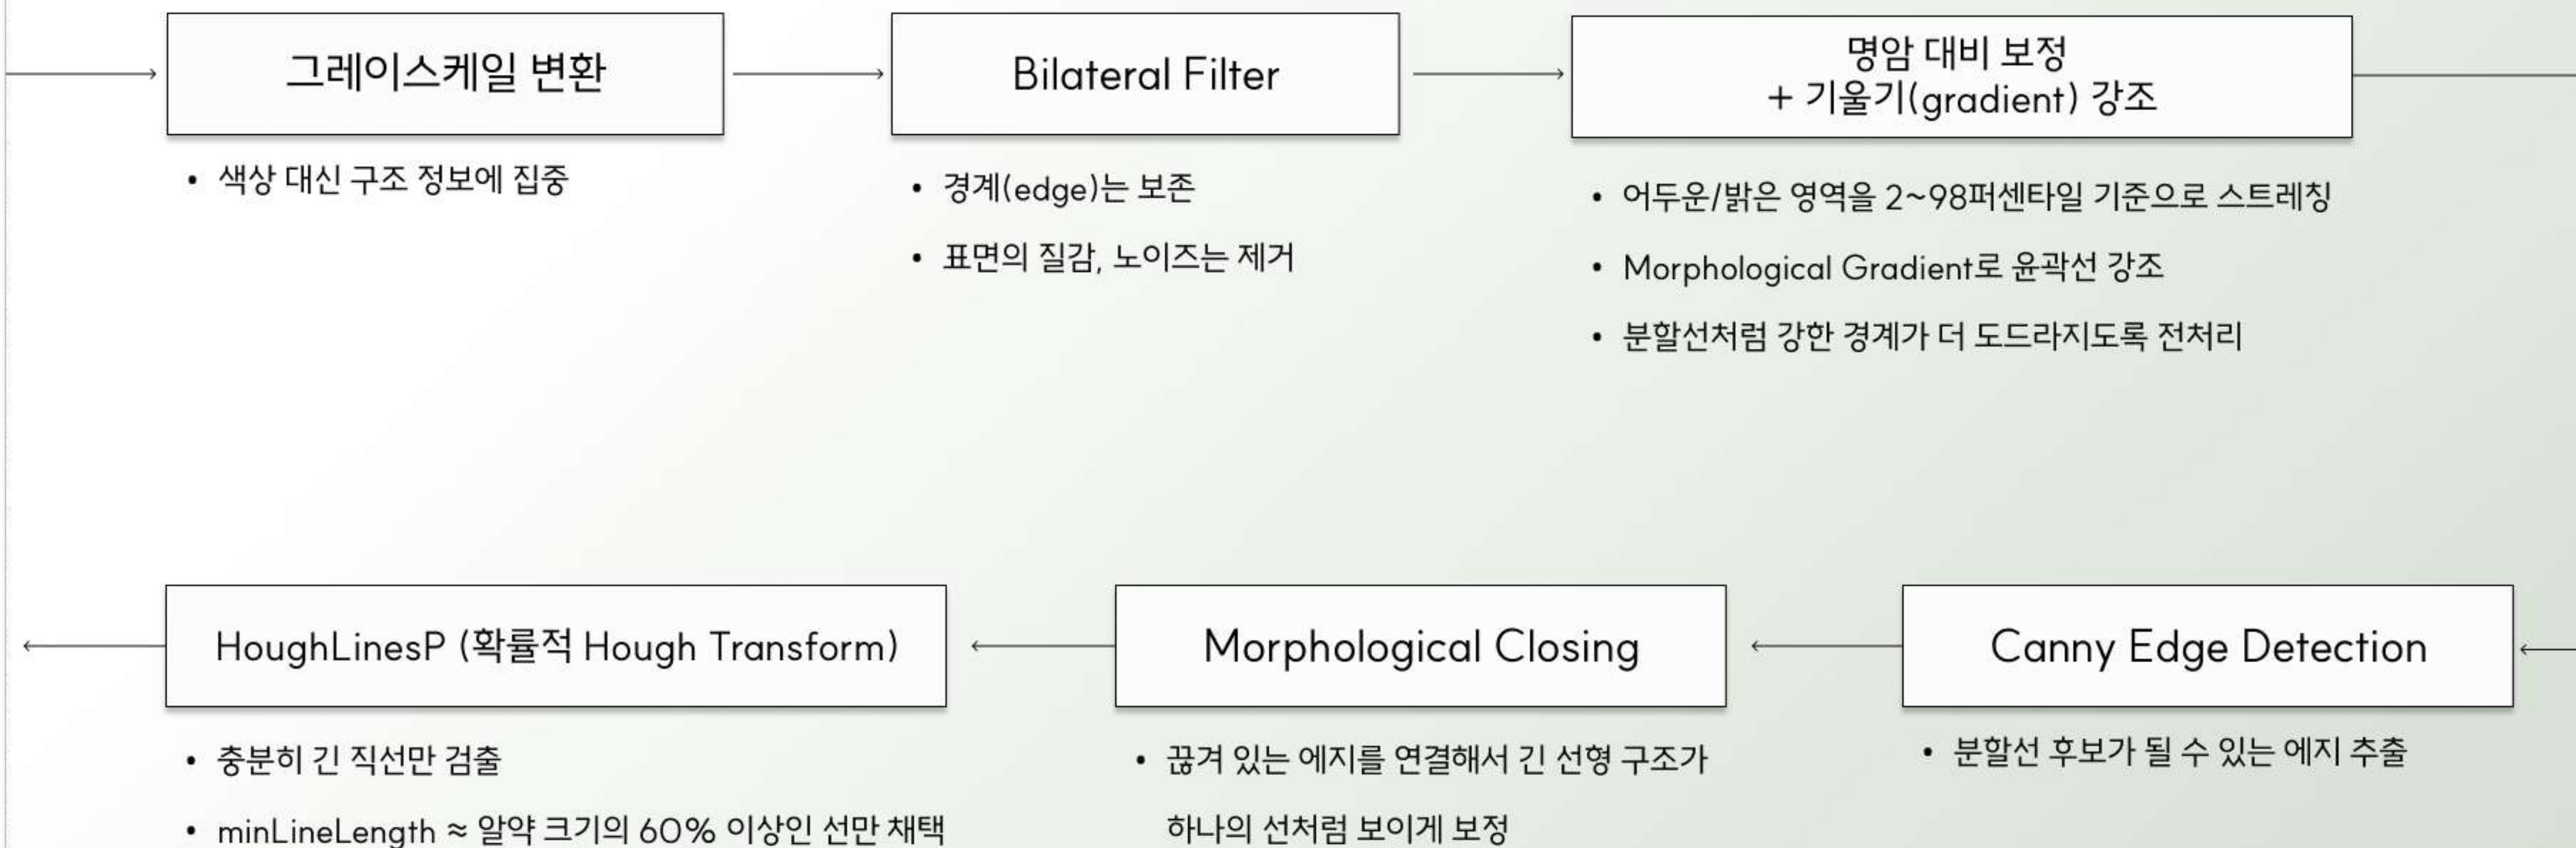 그레이스케일 변환
• 색상 대신 구조 정보에 집중
Bilateral Filter
• 경계(edge)는 보존
• 표면의 질감, 노이즈는 제거
명암 대비 보정
+ 기울기(gradient) 강조
• 어두운/밝은 영역을 2~98퍼센타일 기준으로 스트레칭
• Morphological Gradient로 윤곽선 강조
• 분할선처럼 강한 경계가 더 도드라지도록 전처리
Canny Edge Detection
• 분할선 후보가 될 수 있는 에지 추출
Morphological Closing
• 끊겨 있는 에지를 연결해서 긴 선형 구조가
하나의 선처럼 보이게 보정
HoughLinesP (확률적 Hough Transform)
• 충분히 긴 직선만 검출
• minLineLength ≈ 알약 크기의 60% 이상인 선만 채택